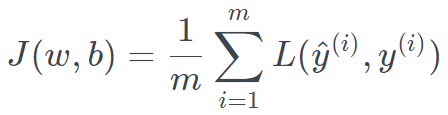 J(w, b) = \frac{1}{m} \sum_{i=1}^{m} L(\hat{y}^{(i)}, y^{(i)})